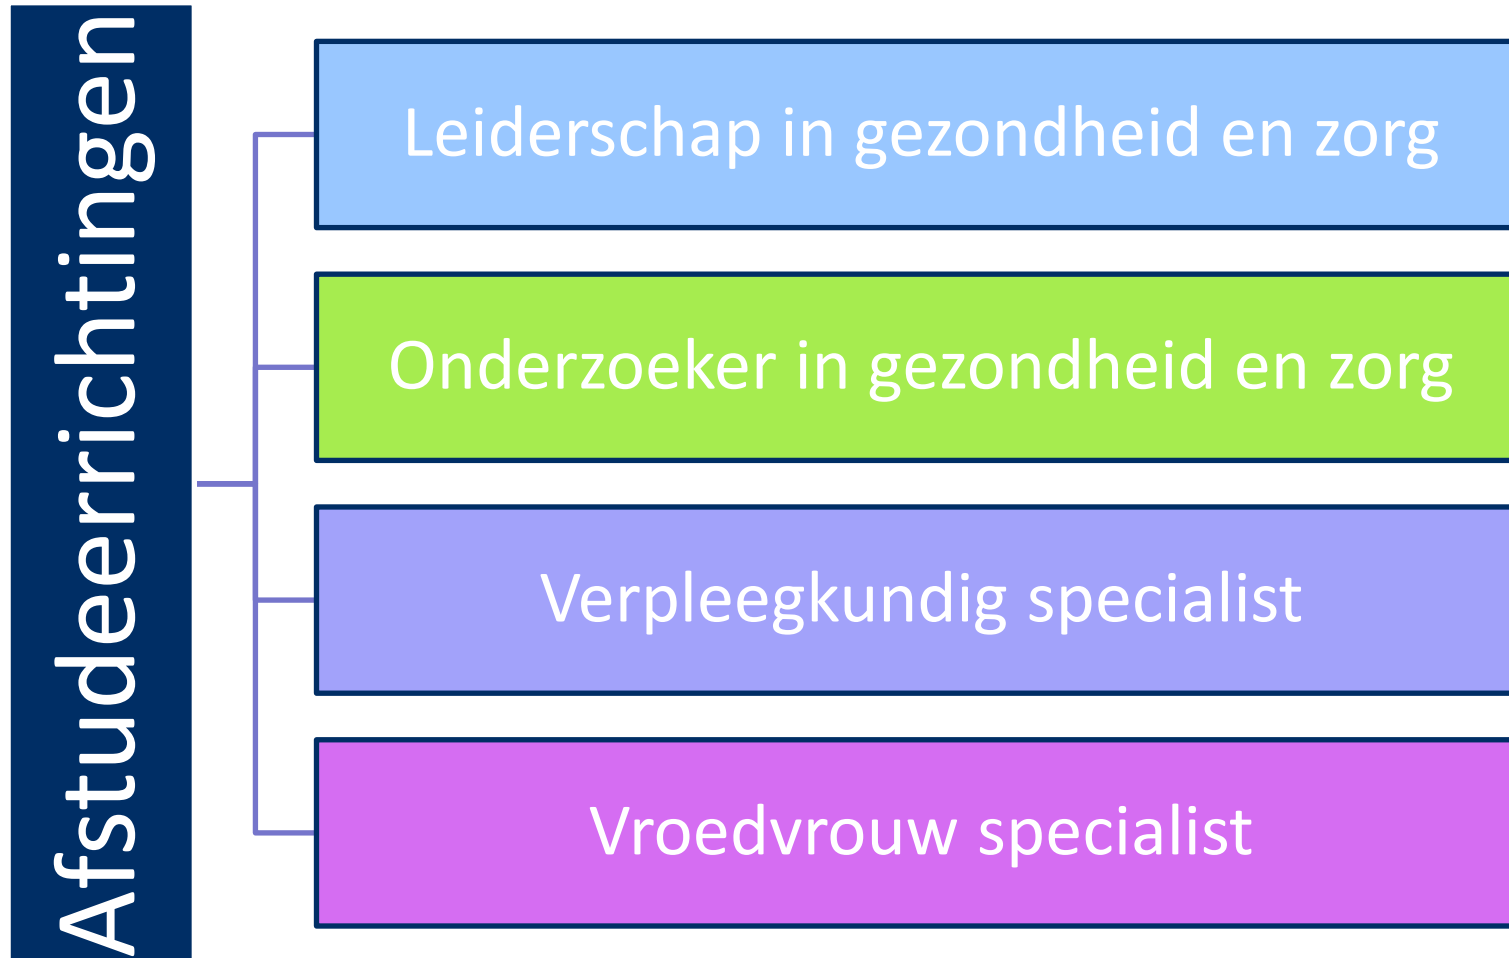 Afstudeerrichtingen
Leiderschap in gezondheid en zorg
Onderzoeker in gezondheid en zorg
Verpleegkundig specialist
Vroedvrouw specialist